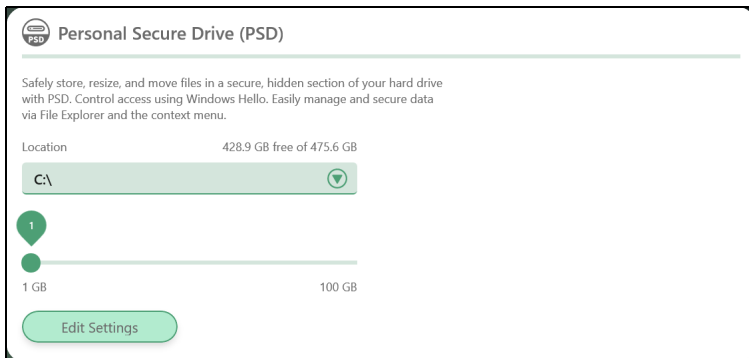 PSD
Personal Secure Drive (PSD)
Safely store, resize, and move files in a secure, hidden section of your hard drive
with PSD. Control access using Windows Hello. Easily manage and secure data
via File Explorer and the context menu.
Location 428.9 GB free of 475.6 GB
C:\
1
1 GB 100 GB
Edit Settings